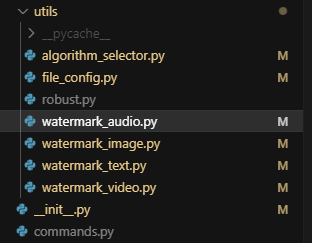 utils
__pycache__
algorithm_selector.py M
file_config.py M
robust.py
watermark_audio.py M
watermark_image.py M
watermark_text.py M
watermark_video.py M
__init__.py M
commands.py